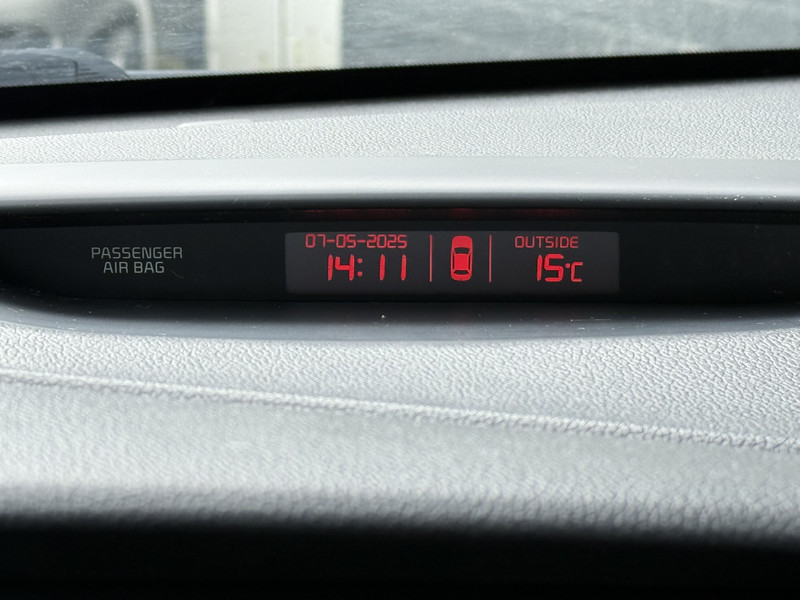 PASSENGER
AIR BAG
07-05-2025
14:11
OUTSIDE
15°C